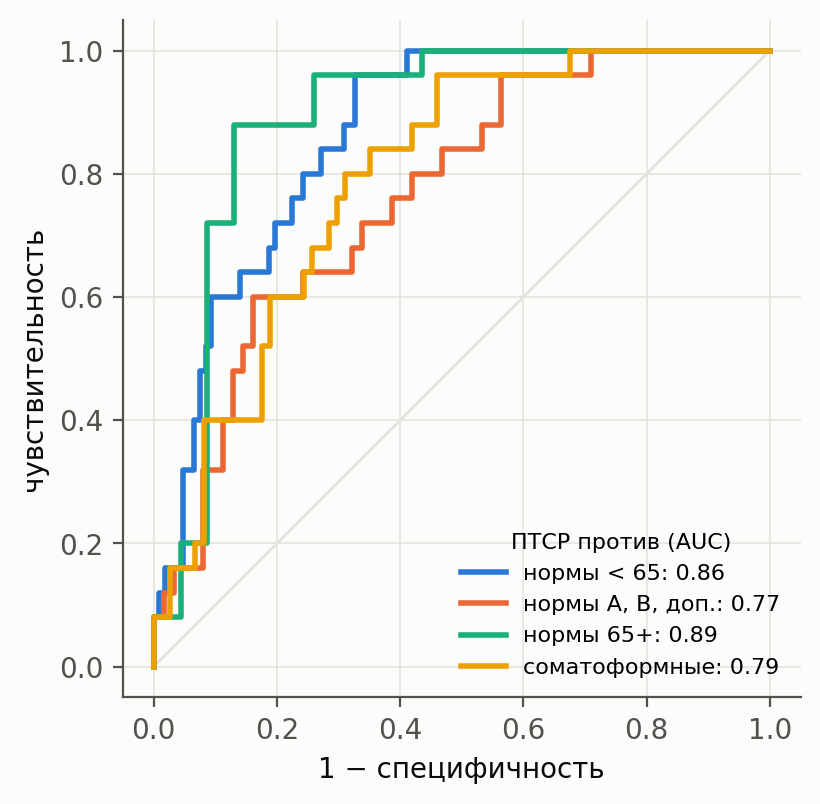 1.0
0.8
0.6
0.4
0.2
0.0
чувствительность
ПТСР против (AUC)
нормы < 65: 0.86
нормы А, В, доп.: 0.77
нормы 65+: 0.89
соматоформные: 0.79
0.0 0.2 0.4 0.6 0.8 1.0
1 − специфичность